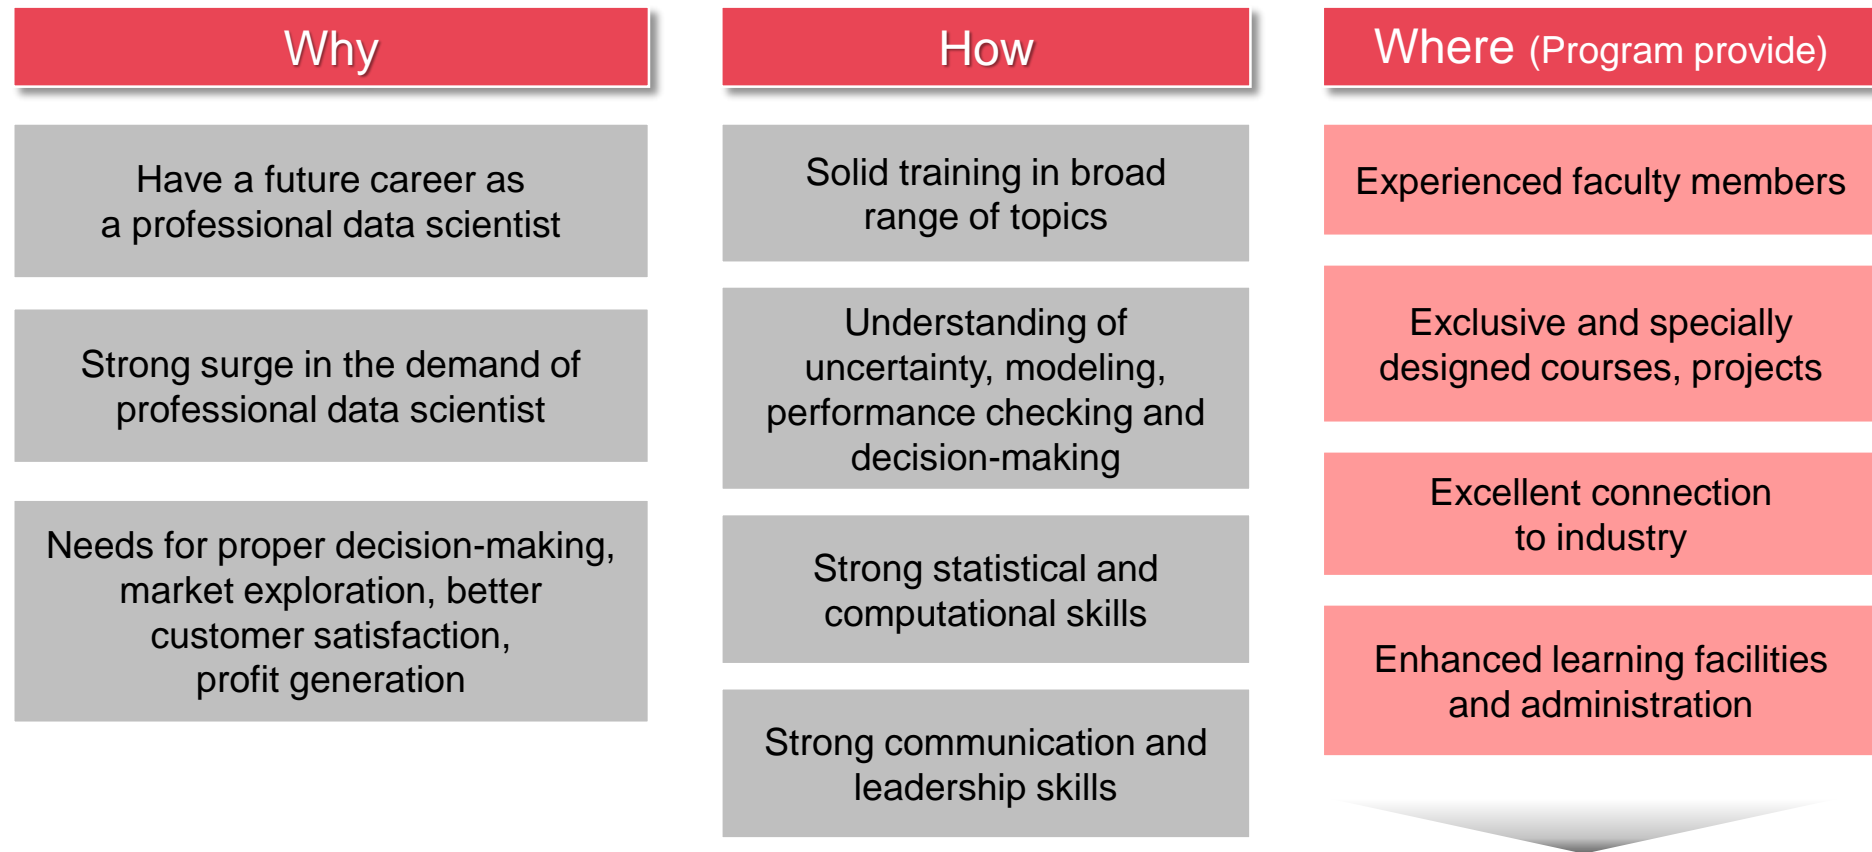 Why
Have a future career as
a professional data scientist
Strong surge in the demand of
professional data scientist
Needs for proper decision-making,
market exploration, better
customer satisfaction,
profit generation
How
Solid training in broad
range of topics
Understanding of
uncertainty, modeling,
performance checking and
decision-making
Strong statistical and
computational skills
Strong communication and
leadership skills
Where (Program provide)
Experienced faculty members
Exclusive and specially
designed courses, projects
Excellent connection
to industry
Enhanced learning facilities
and administration